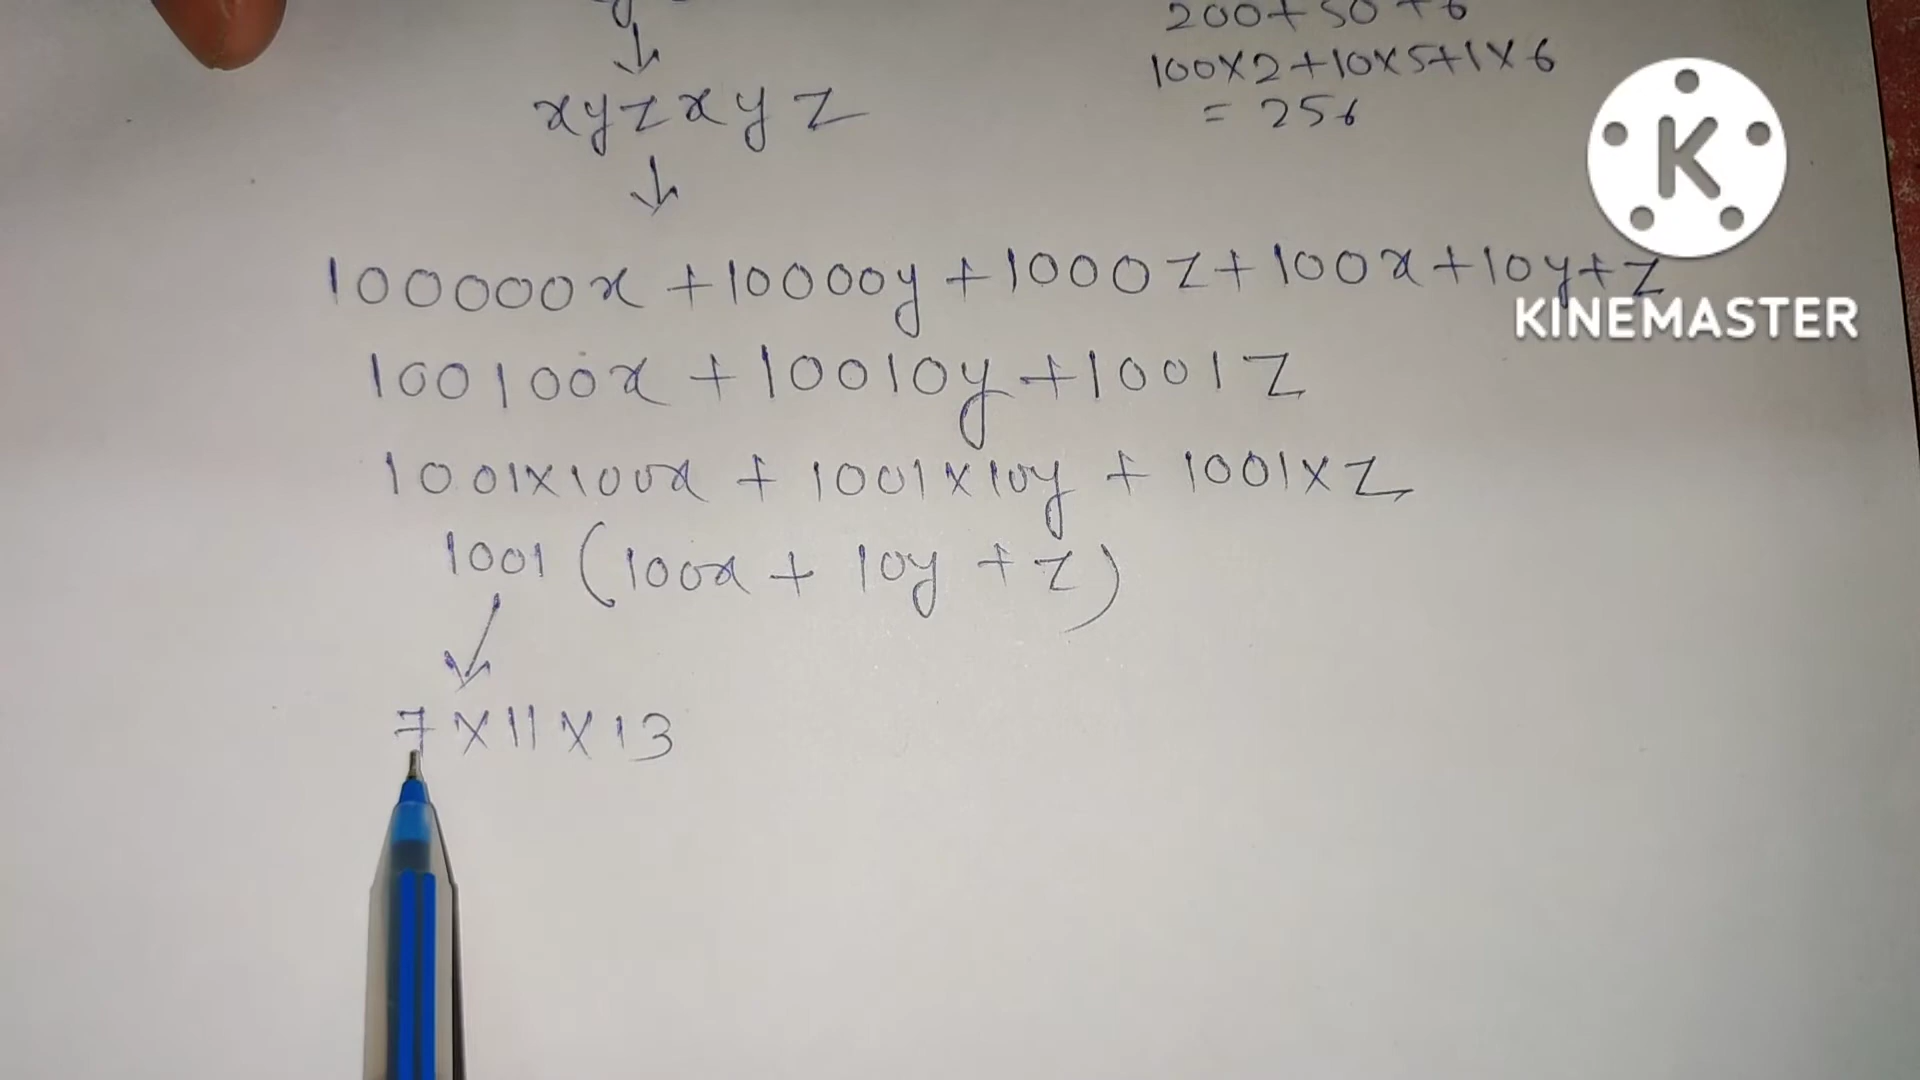 200+50+6
100×2+10×5+1×6
= 256
xyzxyz
100000x+10000y+1000z+100x+10y+z
100100x+10010y+1001z
1001×100x+1001×10y+1001×z
1001(100x+10y+z)
7×11×13
K
KINEMASTER